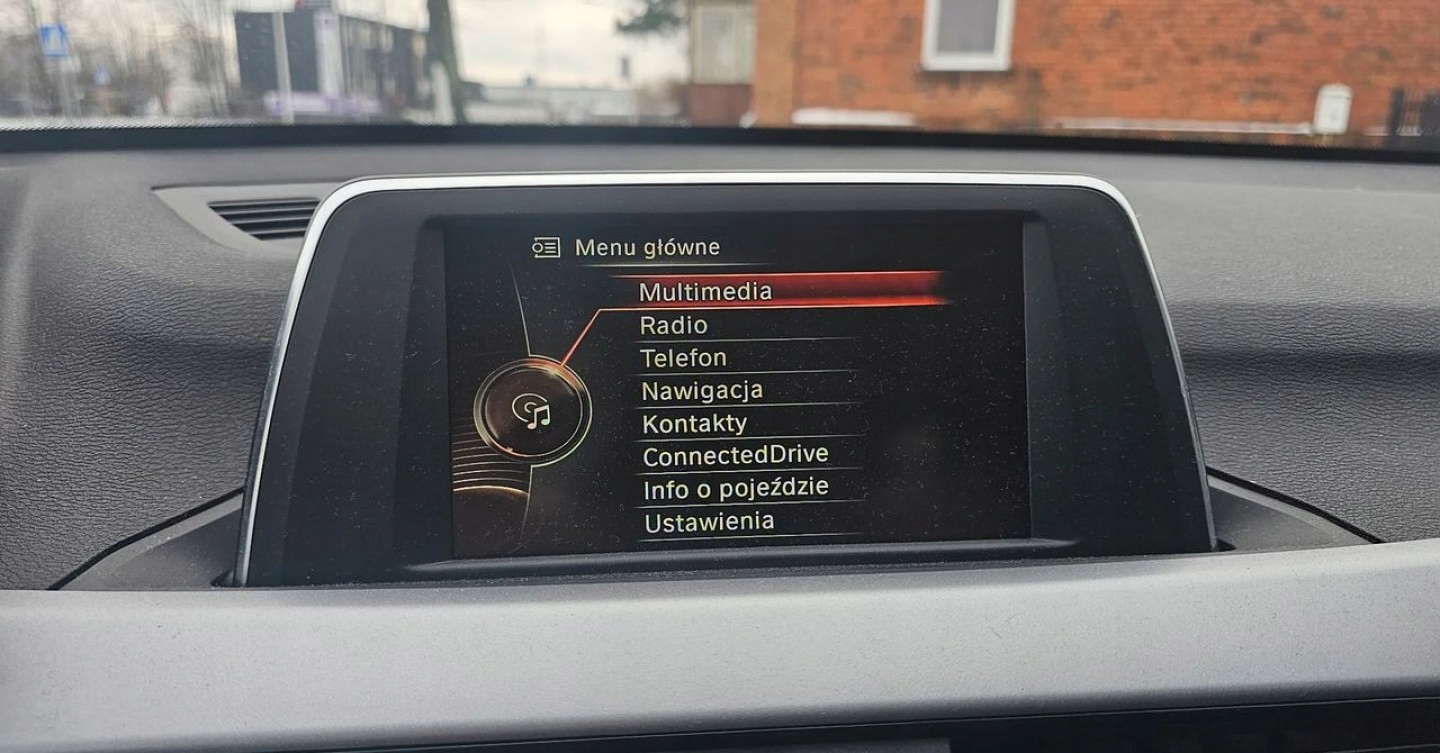 Menu główne
Multimedia
Radio
Telefon
Nawigacja
Kontakty
ConnectedDrive
Info o pojeździe
Ustawienia